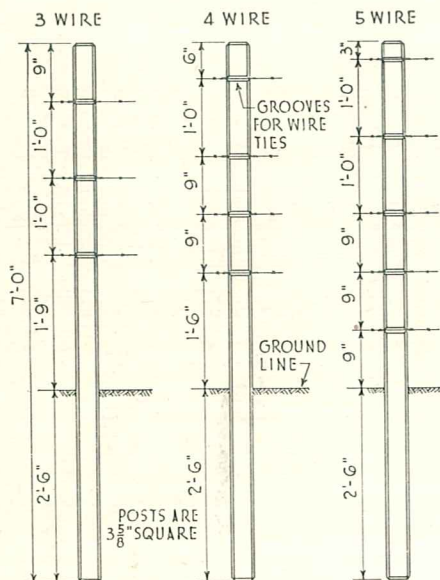 3 WIRE
4 WIRE
5 WIRE
9"
1'-0"
1'-0"
1'-9"
7'-0"
2'-6"
6"
1'-0"
9"
9"
1'-6"
2'-6"
GROOVES
FOR WIRE
TIES
GROUND
LINE
POSTS ARE
3 5/8" SQUARE
3"
1'-0"
1'-0"
9"
9"
9"
2'-6"